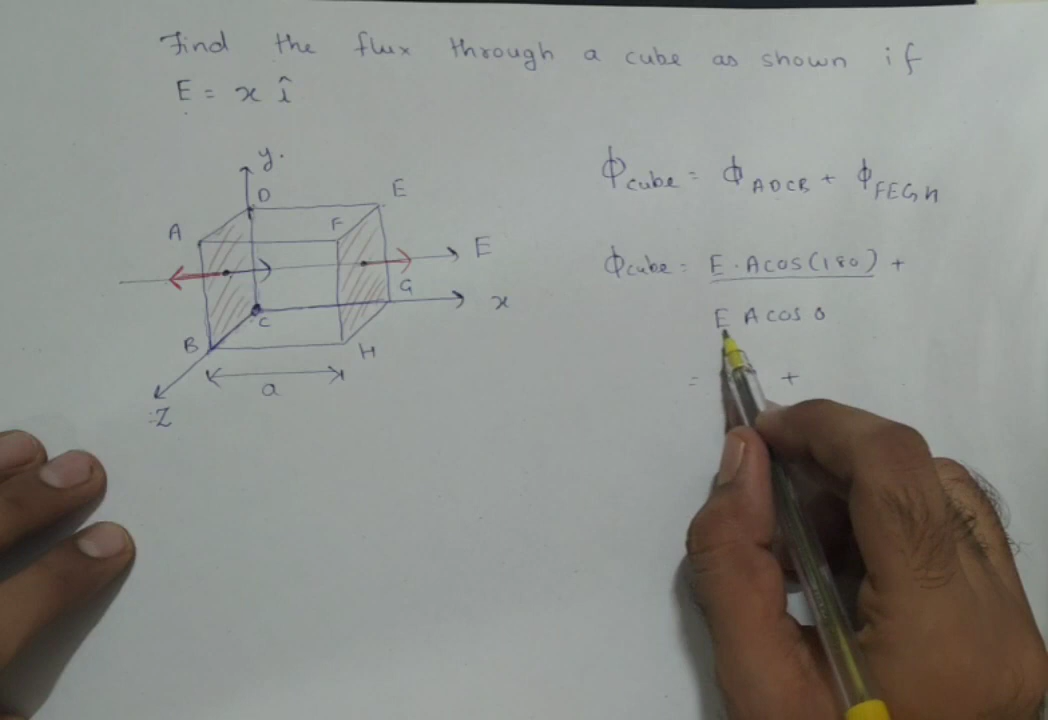 Find the flux through a cube as shown if
E = x î
y.
D
E
A
F
E
G
x
C
B
H
a
Z
Φcube = ΦADCB + ΦFEGH
Φcube = E · A cos(180) +
E A cos 0
= +